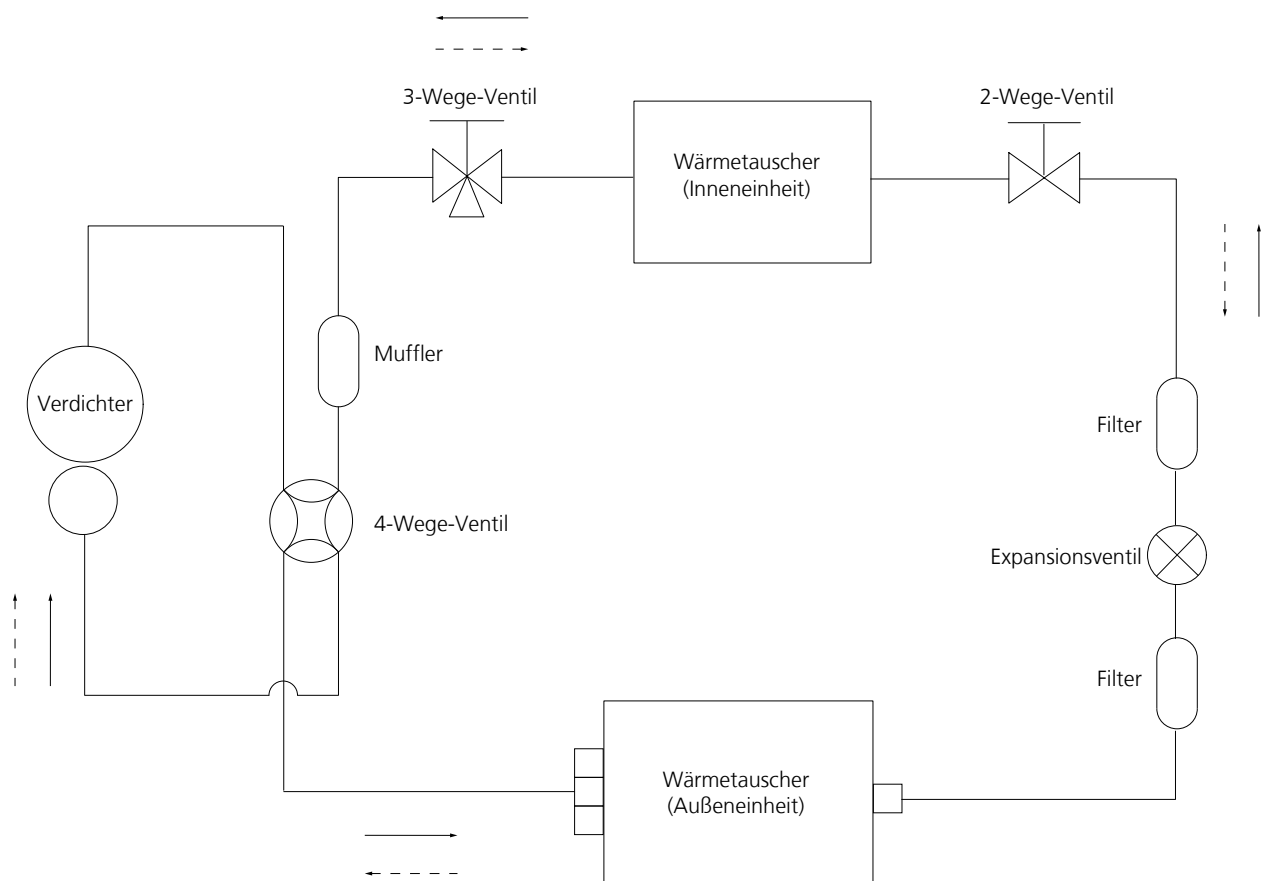 3-Wege-Ventil
2-Wege-Ventil
Wärmetauscher
(Inneneinheit)
Muffler
Verdichter
Filter
4-Wege-Ventil
Expansionsventil
Filter
Wärmetauscher
(Außeneinheit)